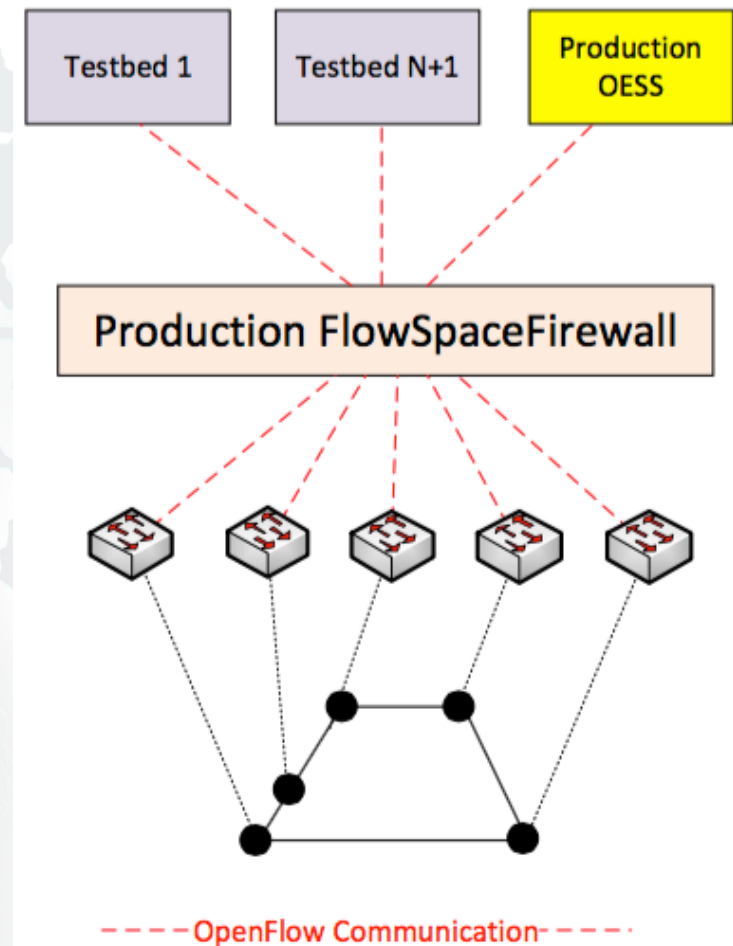 Testbed 1
Testbed N+1
Production
OESS
Production FlowSpaceFirewall
OpenFlow Communication